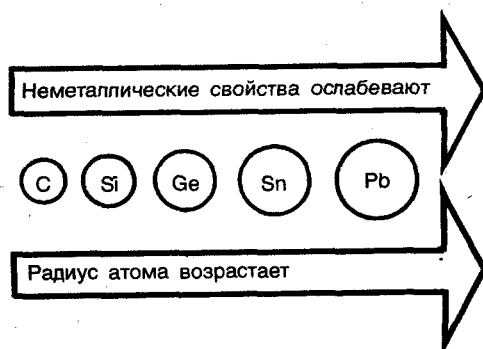 Неметаллические свойства ослабевают
C Si Ge Sn Pb
Радиус атома возрастает